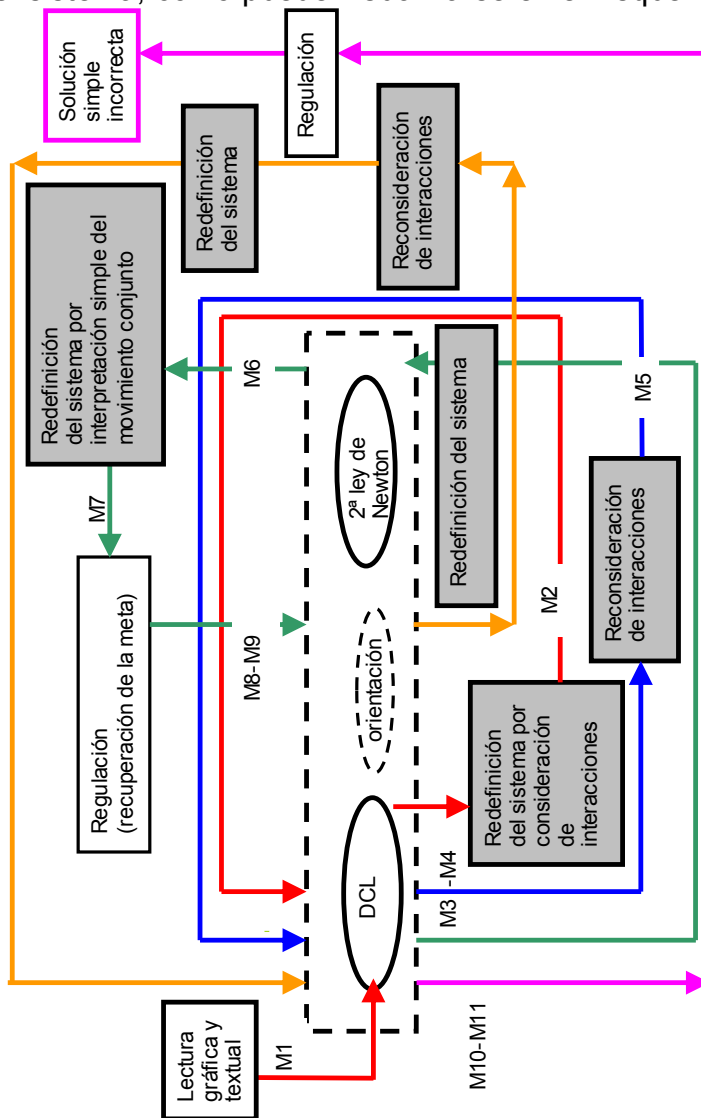 sistema, como puede
Lectura
gráfica y
textual
M1
DCL
orientación
2ª ley de
Newton
Redefinición
del sistema por
consideración
de
interacciones
M2
M3 -M4
Reconsideración
de interacciones
M5
M6
Redefinición
del sistema por
interpretación simple del
movimiento conjunto
M7
Regulación
(recuperación de la meta)
M8-M9
Redefinición del sistema
Reconsideración
de interacciones
Redefinición
del sistema
M10-M11
Regulación
Solución
simple
incorrecta